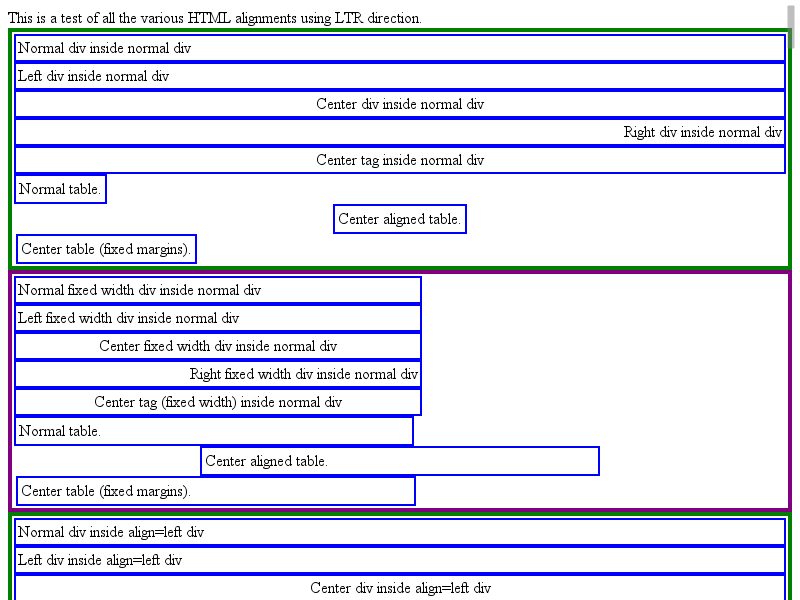 This is a test of all the various HTML alignments using LTR direction.
Normal div inside normal div
Left div inside normal div
Center div inside normal div
Right div inside normal div
Center tag inside normal div
Normal table.
Center aligned table.
Center table (fixed margins).
Normal fixed width div inside normal div
Left fixed width div inside normal div
Center fixed width div inside normal div
Right fixed width div inside normal div
Center tag (fixed width) inside normal div
Normal table.
Center aligned table.
Center table (fixed margins).
Normal div inside align=left div
Left div inside align=left div
Center div inside align=left div